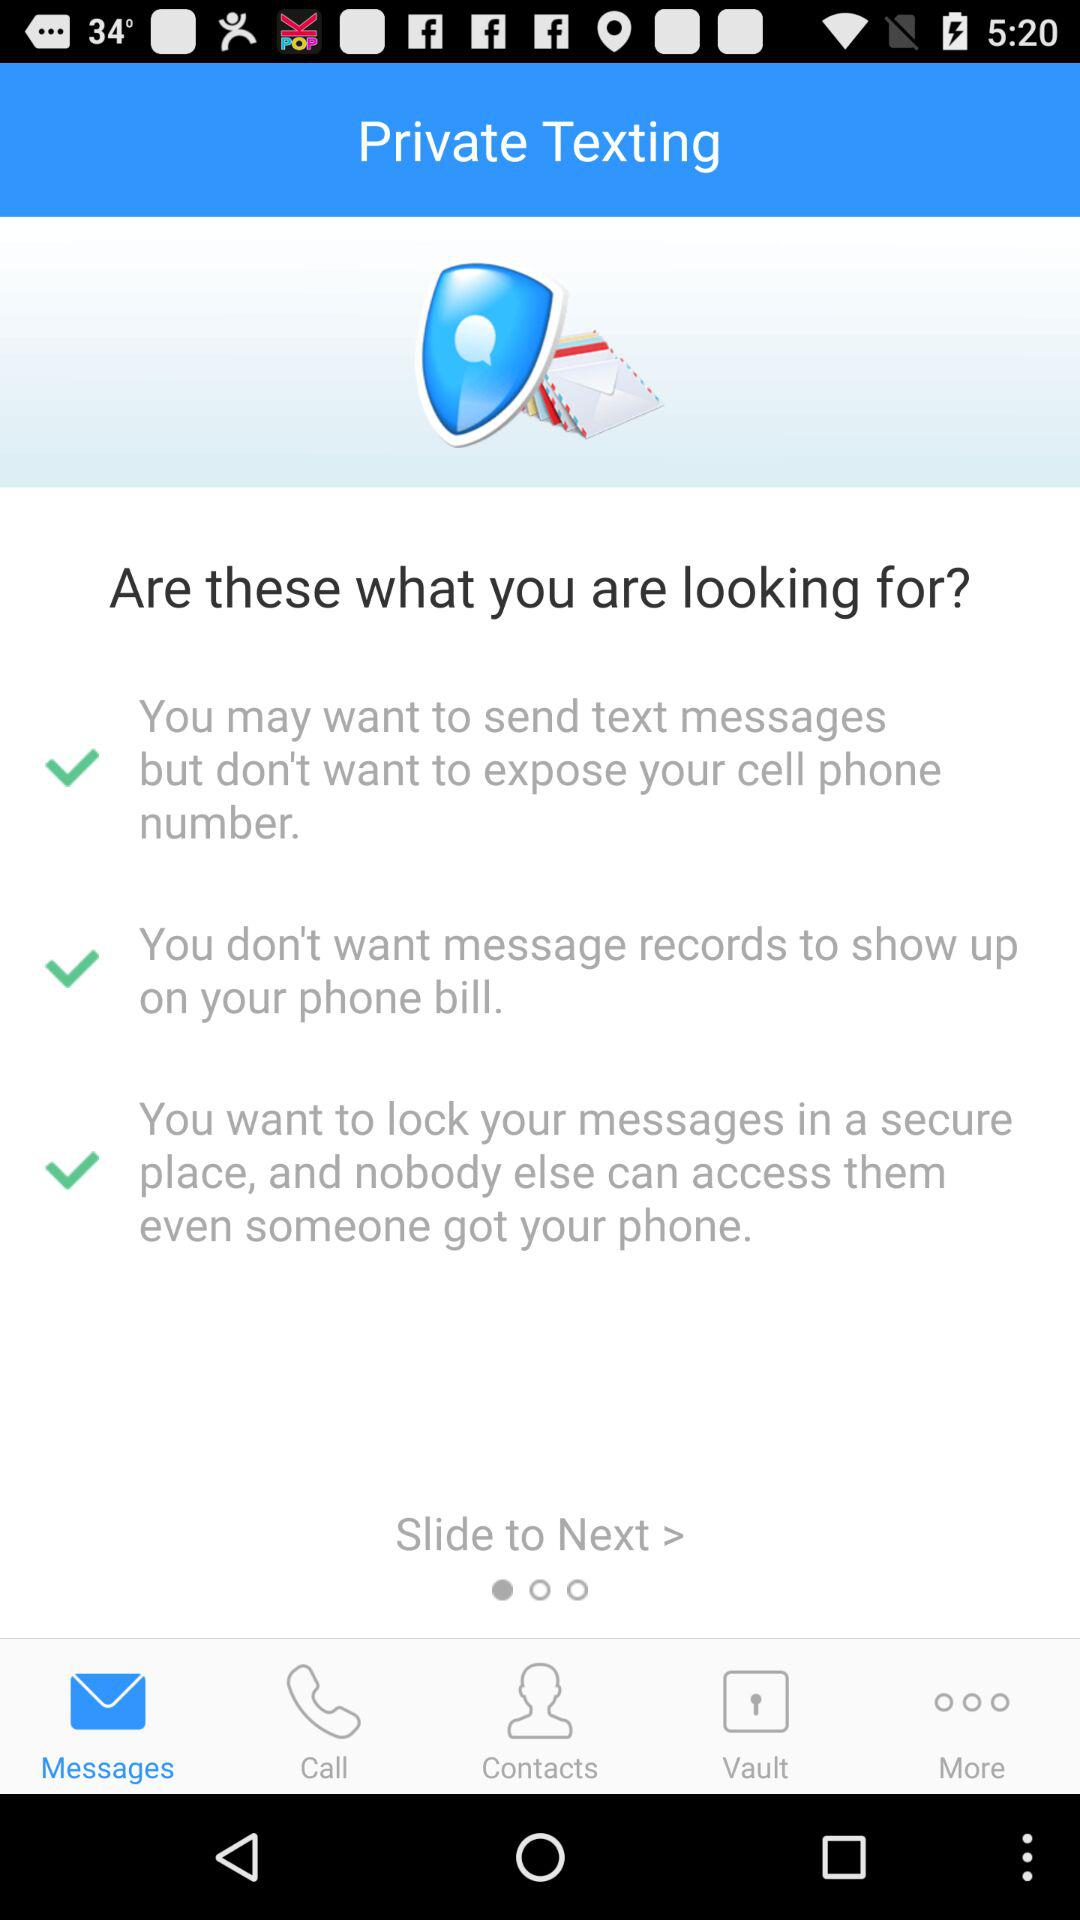 34°
K
POP
5:20
Private Texting
Are these what you are looking for?
You may want to send text messages
but don't want to expose your cell phone
number.
You don't want message records to show up
on your phone bill.
You want to lock your messages in a secure
place, and nobody else can access them
even someone got your phone.
Slide to Next >
Messages
Call
Contacts
Vault
More